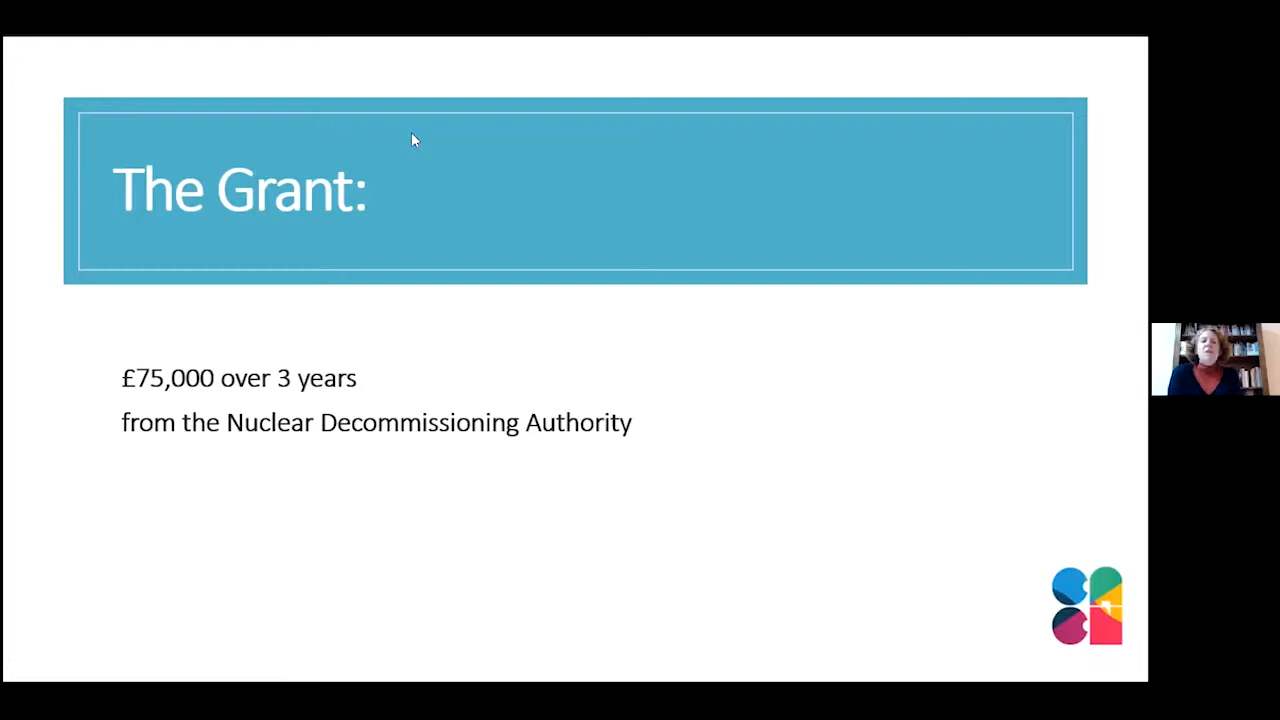 The Grant:
£75,000 over 3 years
from the Nuclear Decommissioning Authority